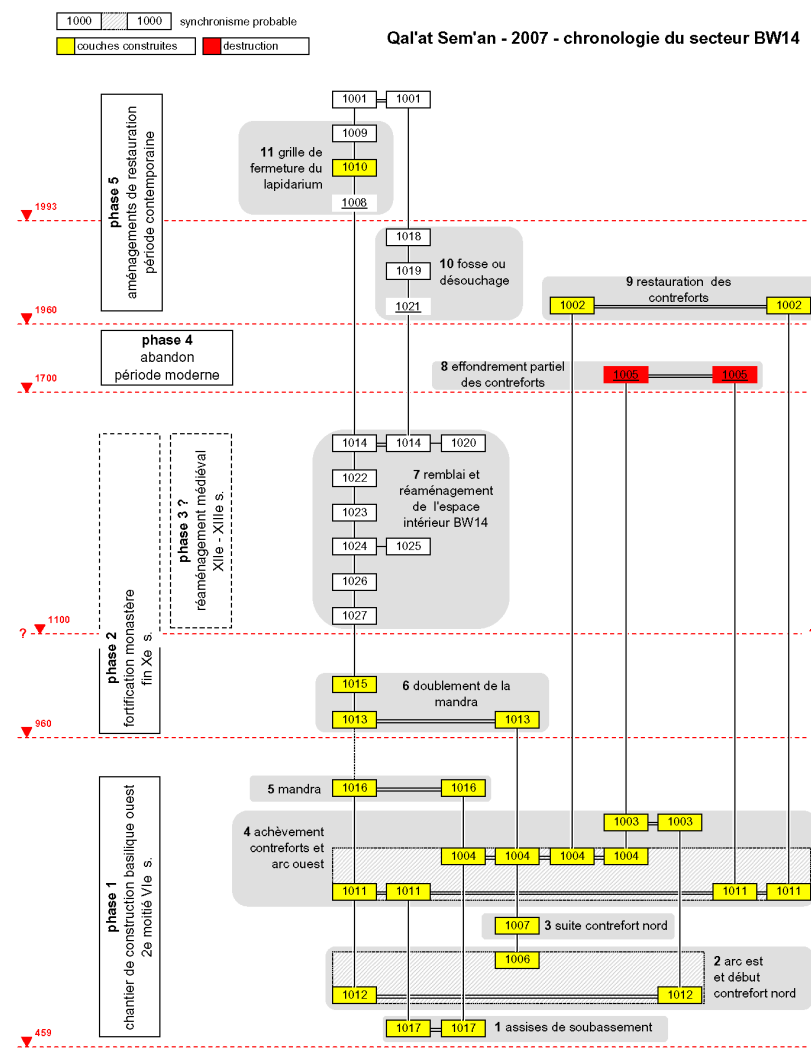 1000 1000 synchronisme probable
couches construites destruction
Qal'at Sem'an - 2007 - chronologie du secteur BW14
1001 1001
1009
11 grille de
fermeture du
lapidarium
1010
1008
phase 5
aménagements de restauration
période contemporaine
1993
1018
1019
10 fosse ou
désouchage
1021
9 restauration des
contreforts
1002 1002
1960
phase 4
abandon
période moderne
8 effondrement partiel
des contreforts
1005 1005
1700
1014 1014 1020
1022
7 remblai et
réaménagement
de l'espace
intérieur BW14
1023
1024 1025
1026
1027
phase 3 ?
réaménagement médiéval
XIIe - XIIIe s.
? 1100
phase 2
fortification monastère
fin Xe s.
1015
6 doublement de la
mandra
1013 1013
960
5 mandra
1016 1016
4 achèvement
contreforts et
arc ouest
1003 1003
1004 1004 1004 1004
1011 1011 1011 1011
1007
3 suite contrefort nord
1006
2 arc est
et début
contrefort nord
1012 1012
1017 1017
1 assises de soubassement
phase 1
chantier de construction basilique ouest
2e moitié VIe s.
459